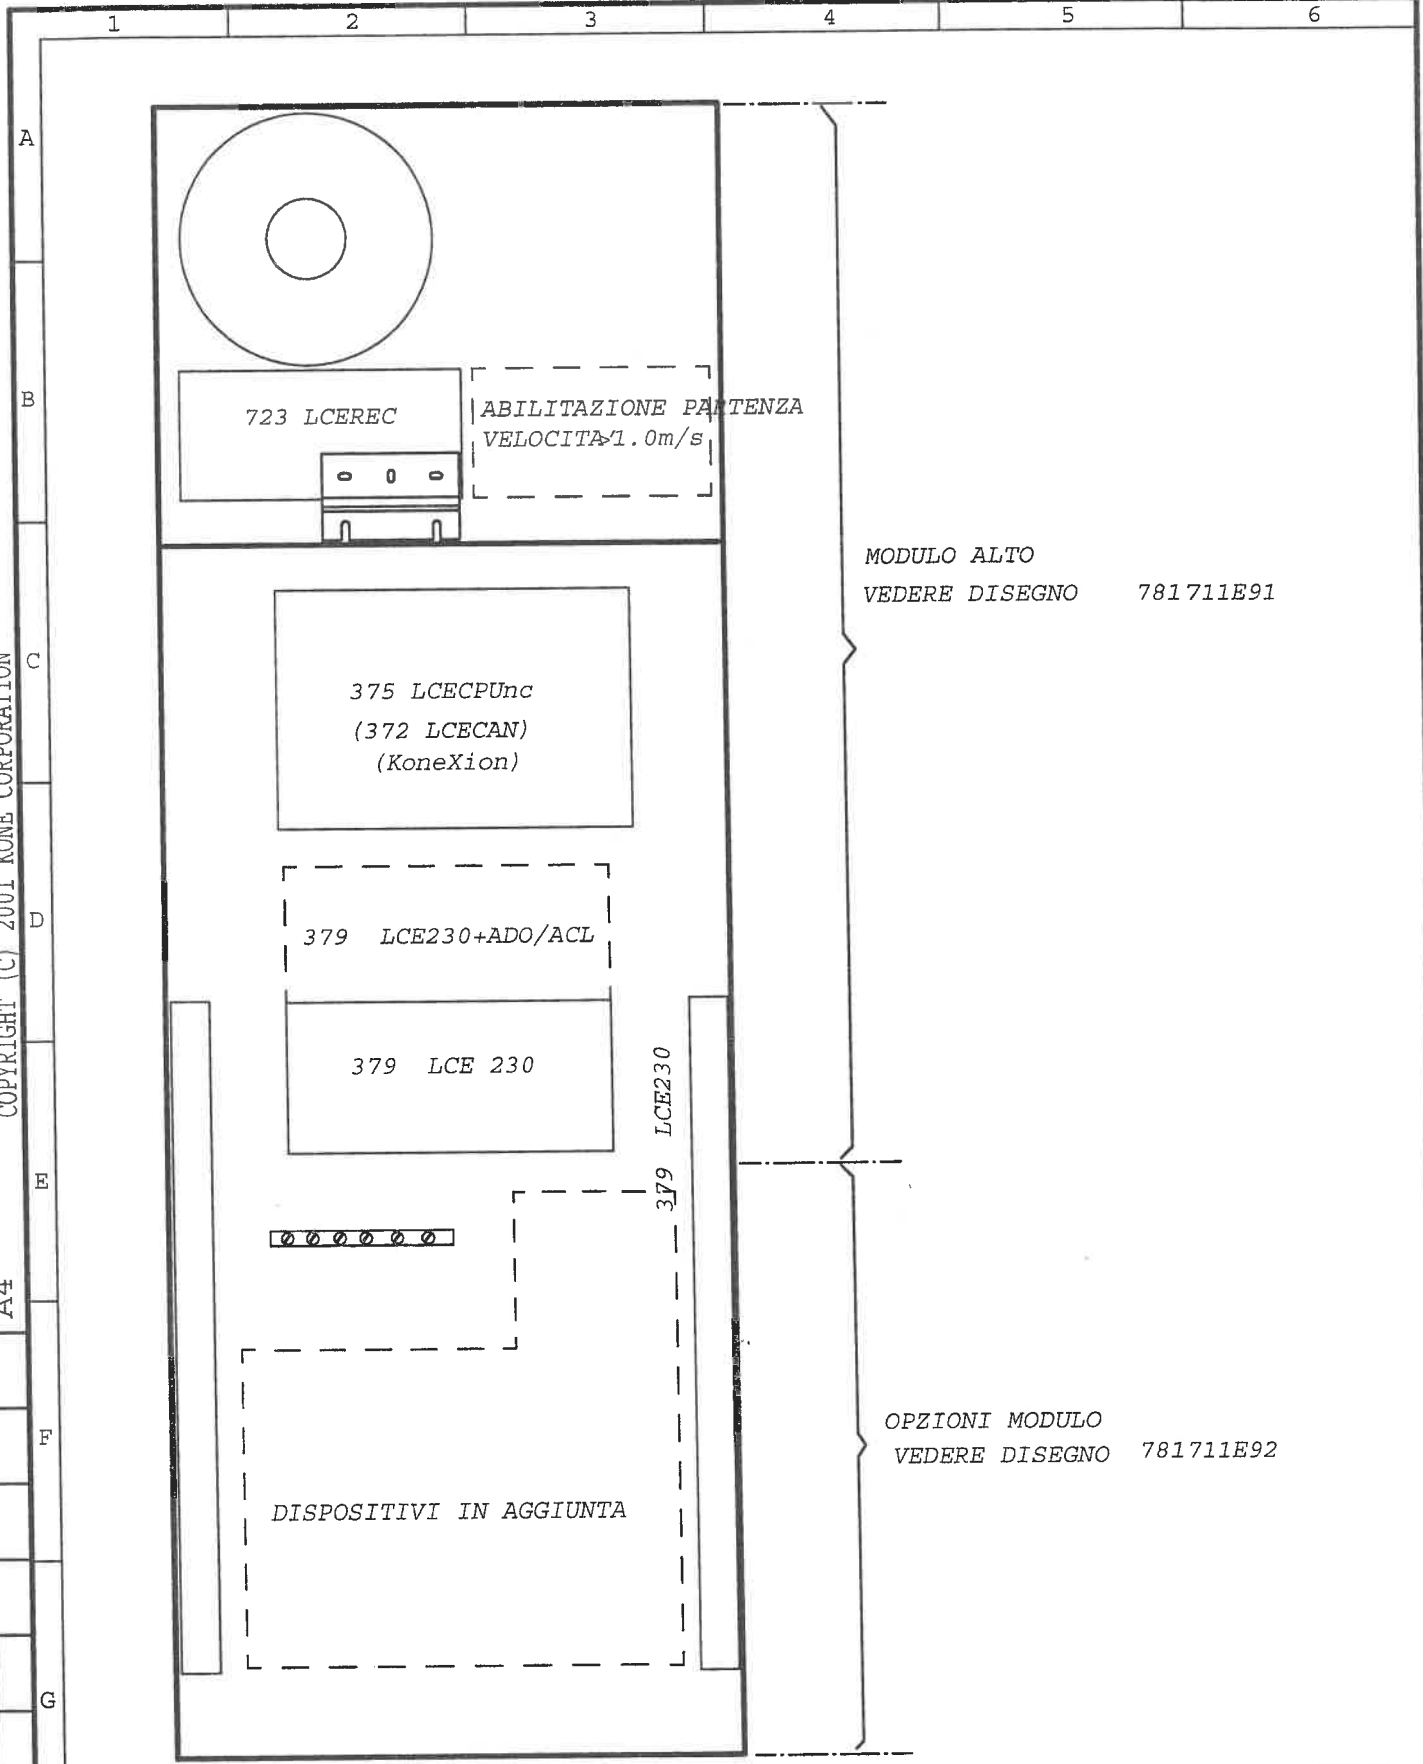 1 2 3 4 5 6
A
B
C
D
E
F
G
COPYRIGHT (C) 2001 KONE CORPORATION
A4
723 LCEREC
ABILITAZIONE PARTENZA
VELOCITA>1.0m/s
MODULO ALTO
VEDERE DISEGNO 781711E91
375 LCECPUnc
(372 LCECAN)
(KoneXion)
379 LCE230+ADO/ACL
379 LCE 230
379 LCE230
OPZIONI MODULO
VEDERE DISEGNO 781711E92
DISPOSITIVI IN AGGIUNTA